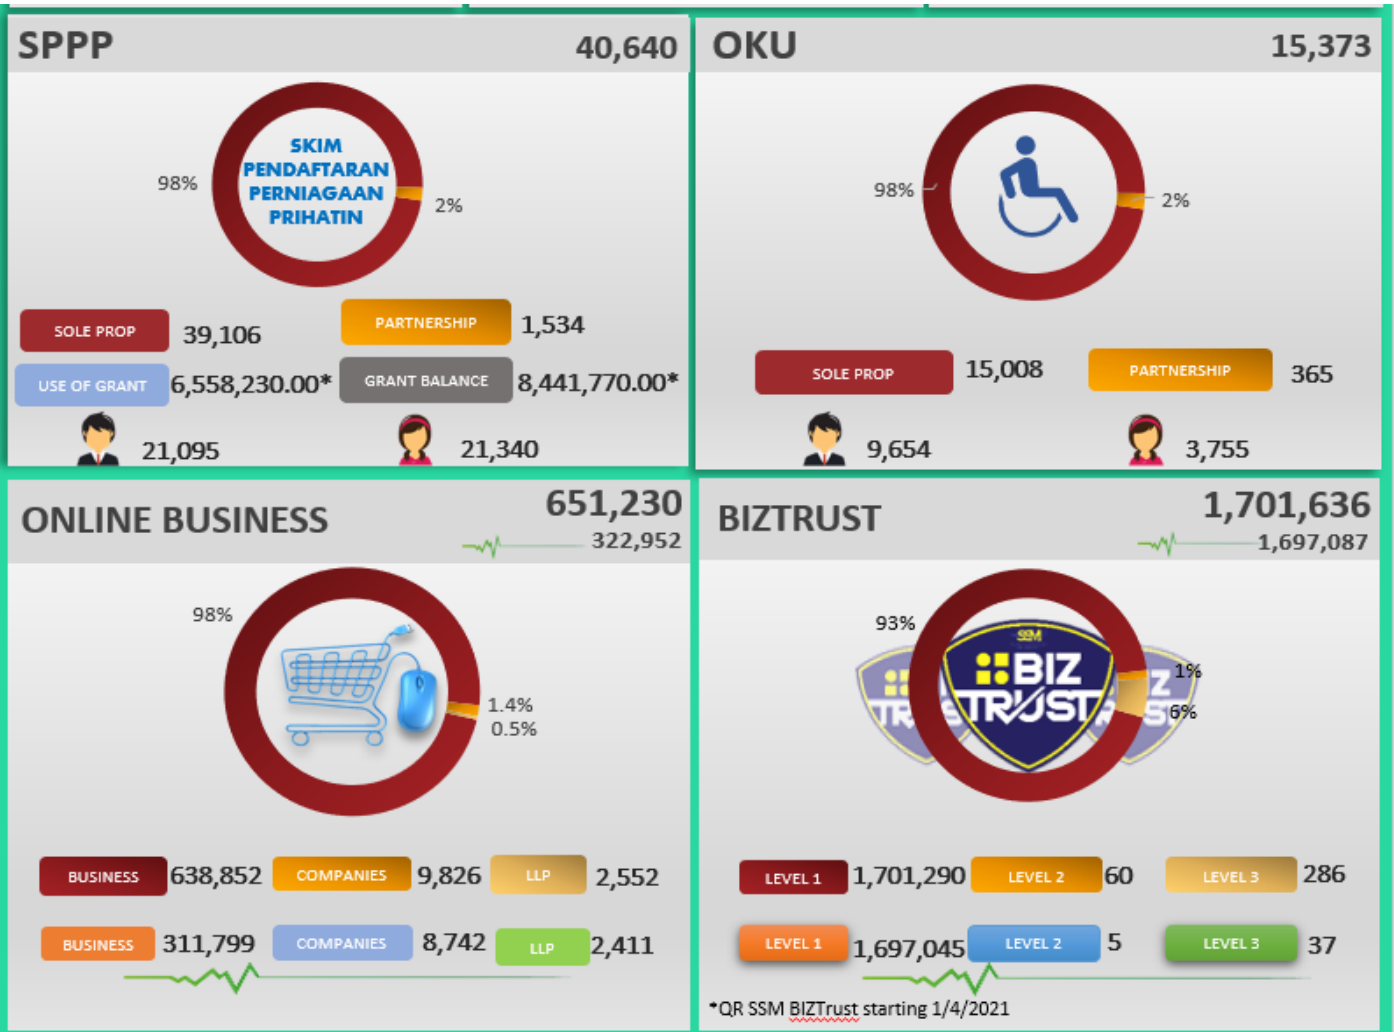 SPPP
40,640
SKIM
PENDAFTARAN
PERNIAGAAN
PRIHATIN
98%
2%
SOLE PROP
39,106
PARTNERSHIP
1,534
USE OF GRANT
6,558,230.00*
GRANT BALANCE
8,441,770.00*
21,095
21,340
OKU
15,373
98%
2%
SOLE PROP
15,008
PARTNERSHIP
365
9,654
3,755
ONLINE BUSINESS
651,230
322,952
98%
1.4%
0.5%
BUSINESS
638,852
COMPANIES
9,826
LLP
2,552
BUSINESS
311,799
COMPANIES
8,742
LLP
2,411
BIZTRUST
1,701,636
1,697,087
93%
SSM
BIZ
TRUST
1%
6%
LEVEL 1
1,701,290
LEVEL 2
60
LEVEL 3
286
LEVEL 1
1,697,045
LEVEL 2
5
LEVEL 3
37
*QR SSM BIZTrust starting 1/4/2021